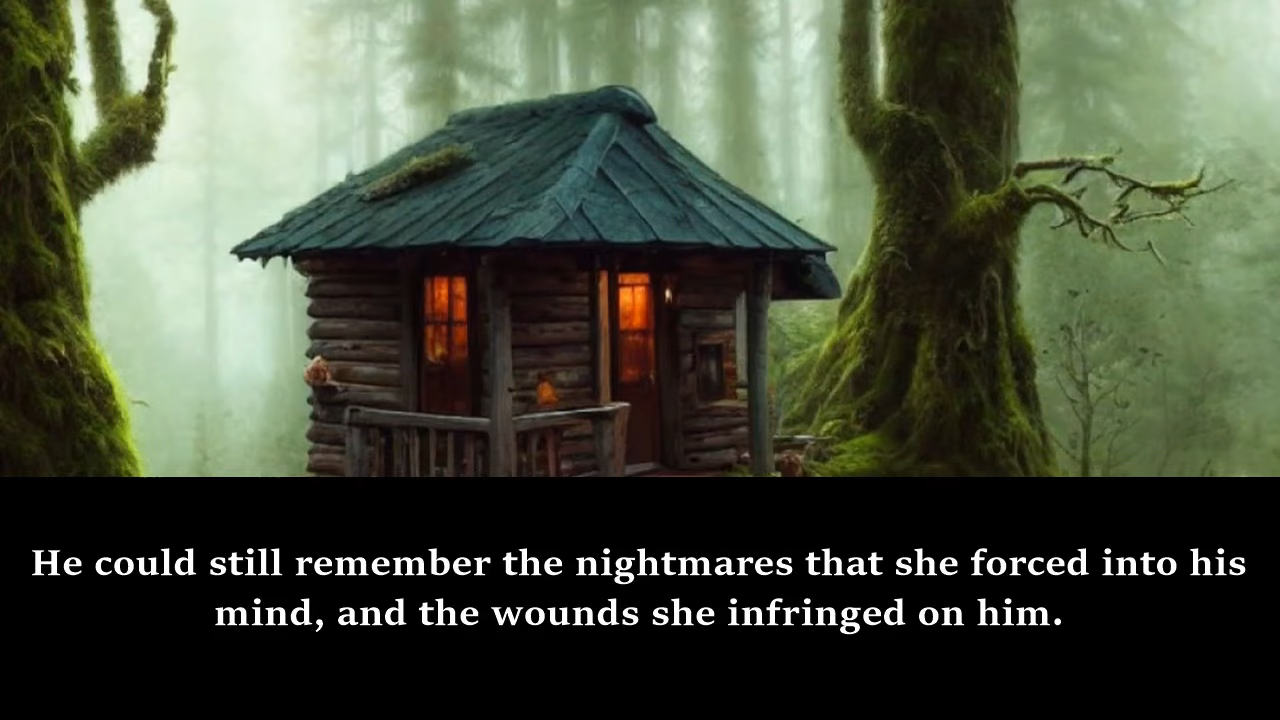 He could still remember the nightmares that she forced into his
mind, and the wounds she infringed on him.